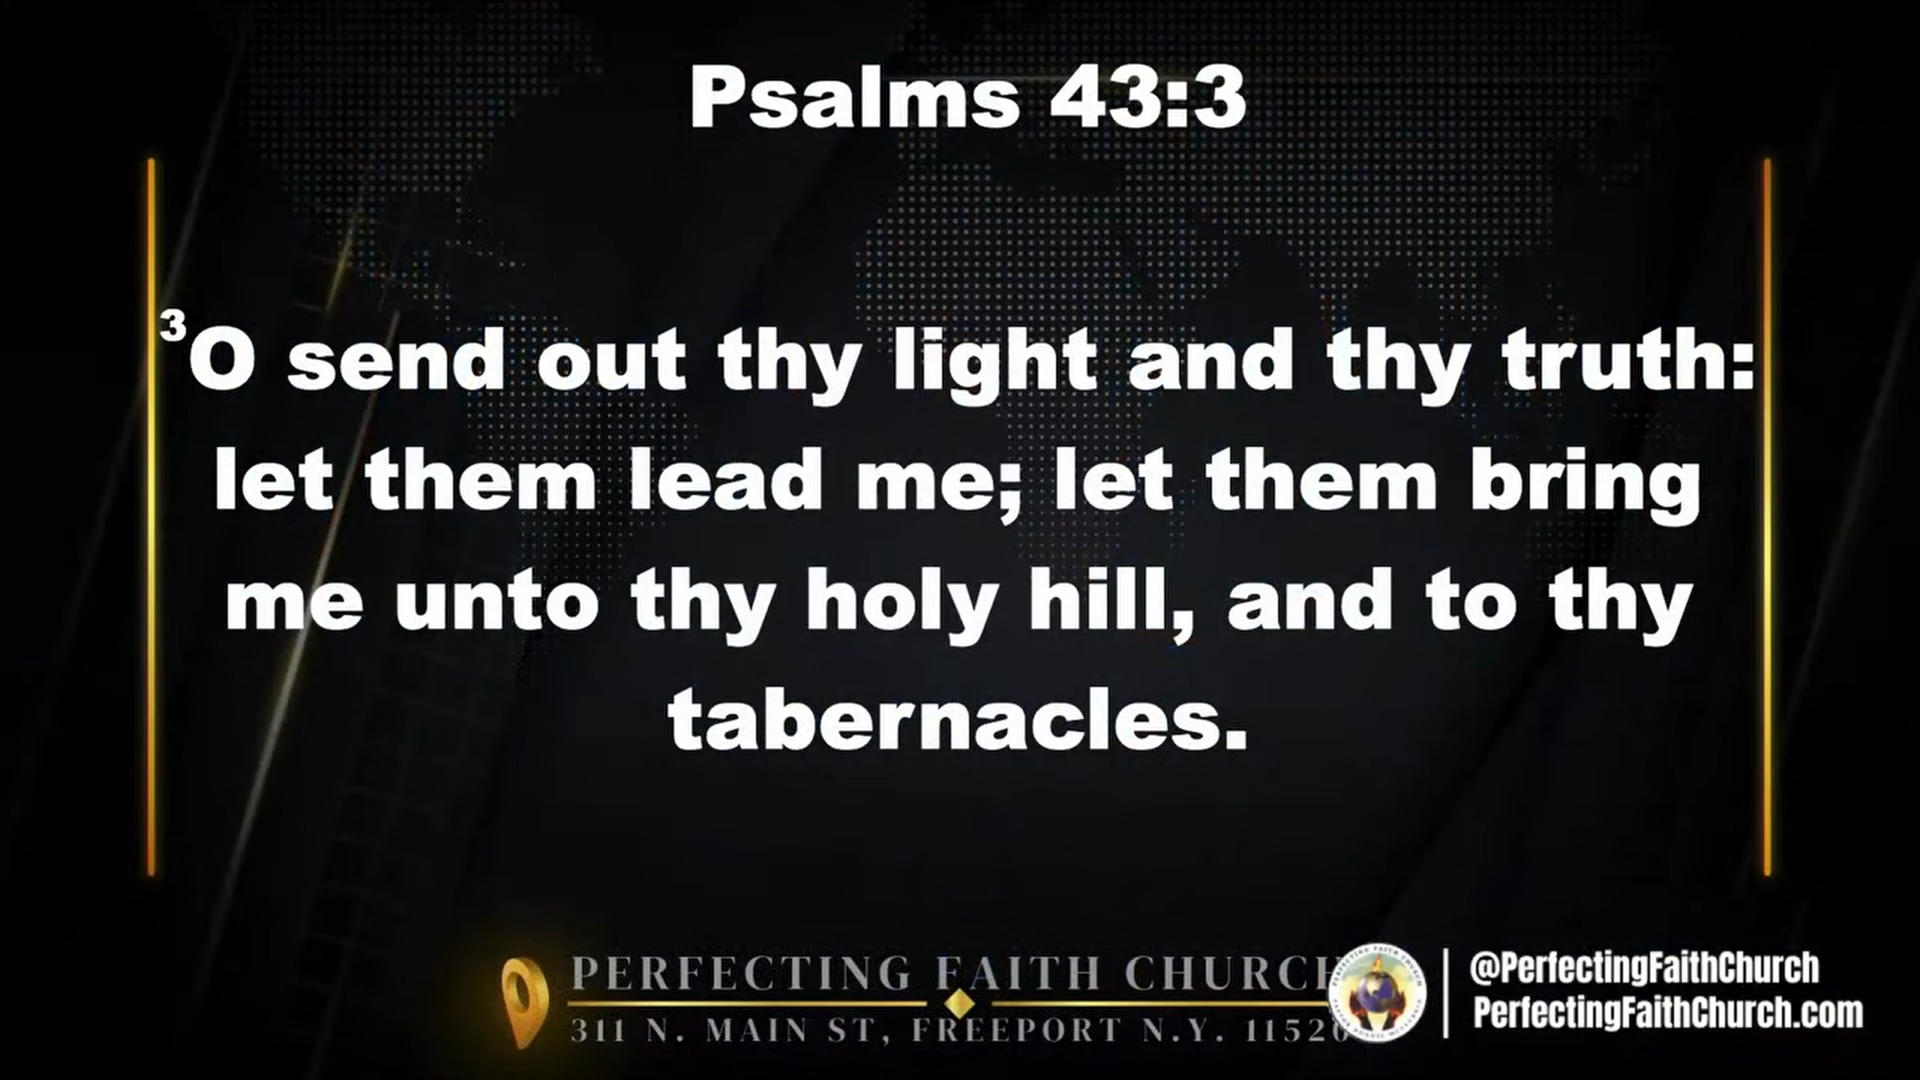 Psalms 43:3
³O send out thy light and thy truth:
let them lead me; let them bring
me unto thy holy hill, and to thy
tabernacles.
PERFECTING FAITH CHURCH
311 N. MAIN ST, FREEPORT N.Y. 11520
@PerfectingFaithChurch
PerfectingFaithChurch.com